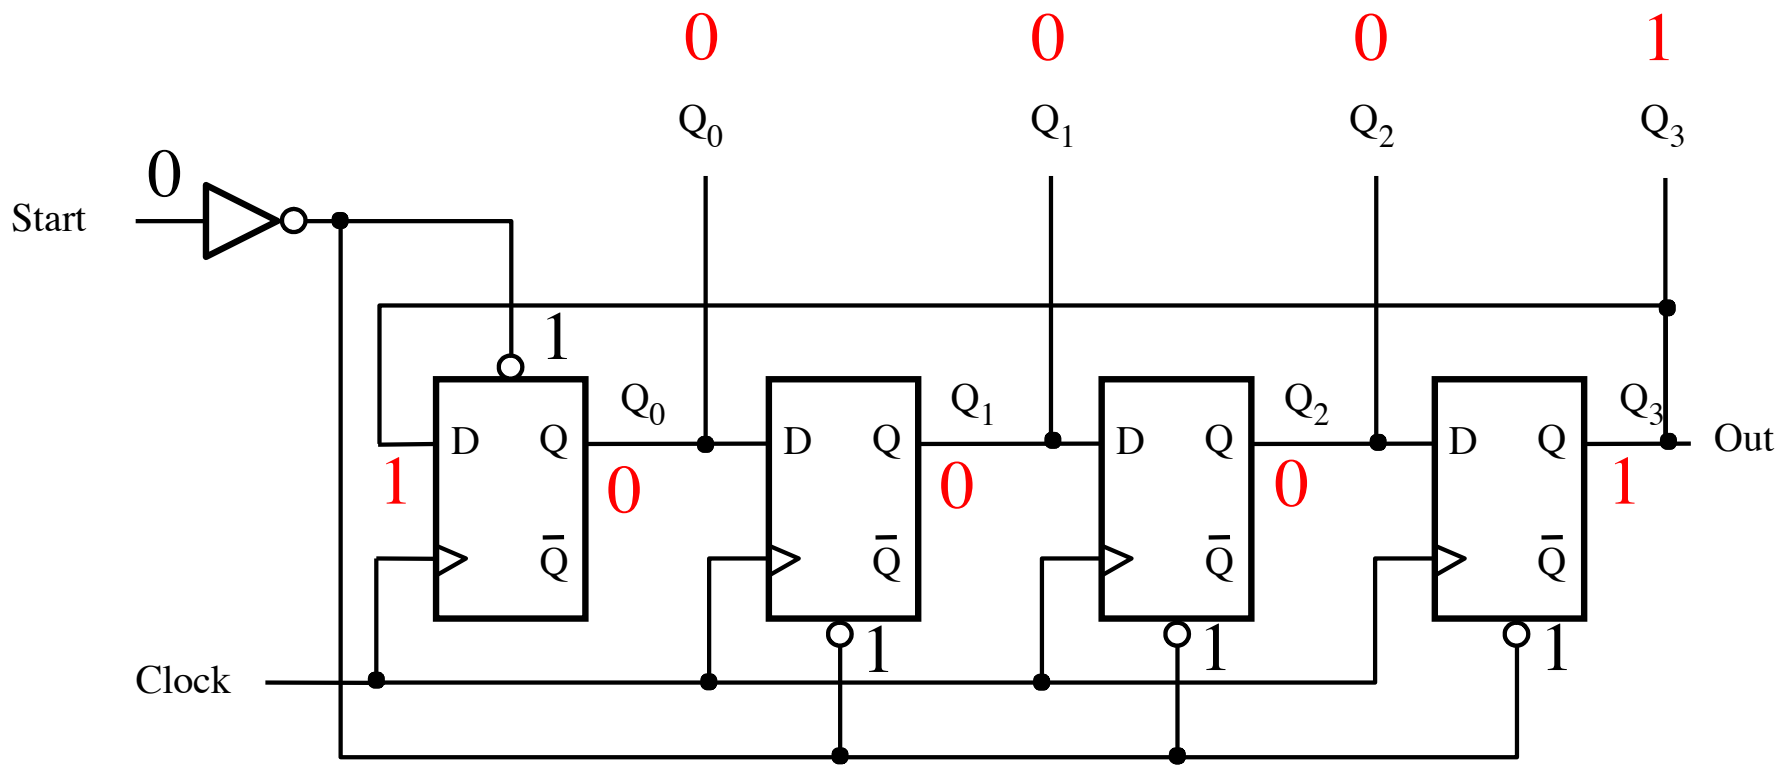 0 0 0 1
Q0 Q1 Q2 Q3
0
Start
1
Q0 Q1 Q2 Q3
D Q D Q D Q D Q Out
1 0 0 0 1
Q̅ Q̅ Q̅ Q̅
1 1 1
Clock